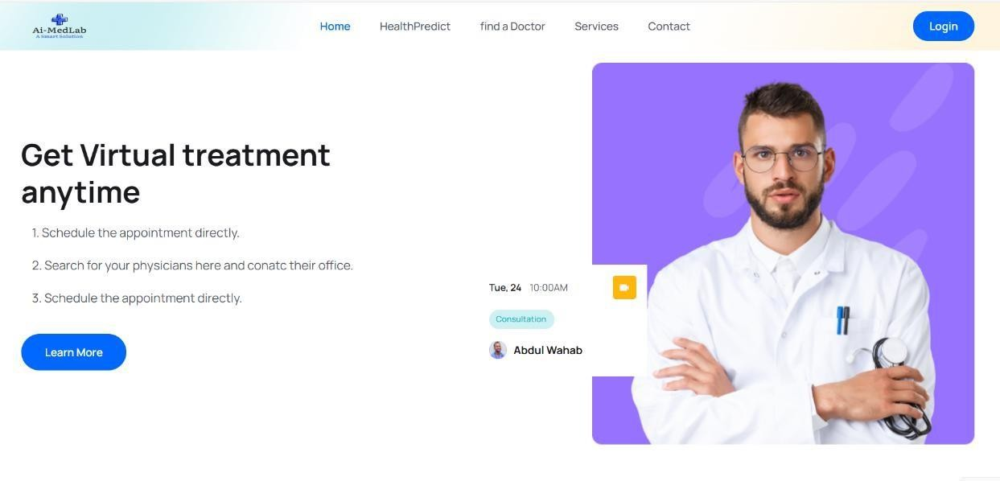 Ai-MedLab
A Smart Solution
Home HealthPredict find a Doctor Services Contact
Login
Get Virtual treatment
anytime
1. Schedule the appointment directly.
2. Search for your physicians here and conatc their office.
3. Schedule the appointment directly.
Learn More
Tue, 24 10:00AM
Consultation
Abdul Wahab